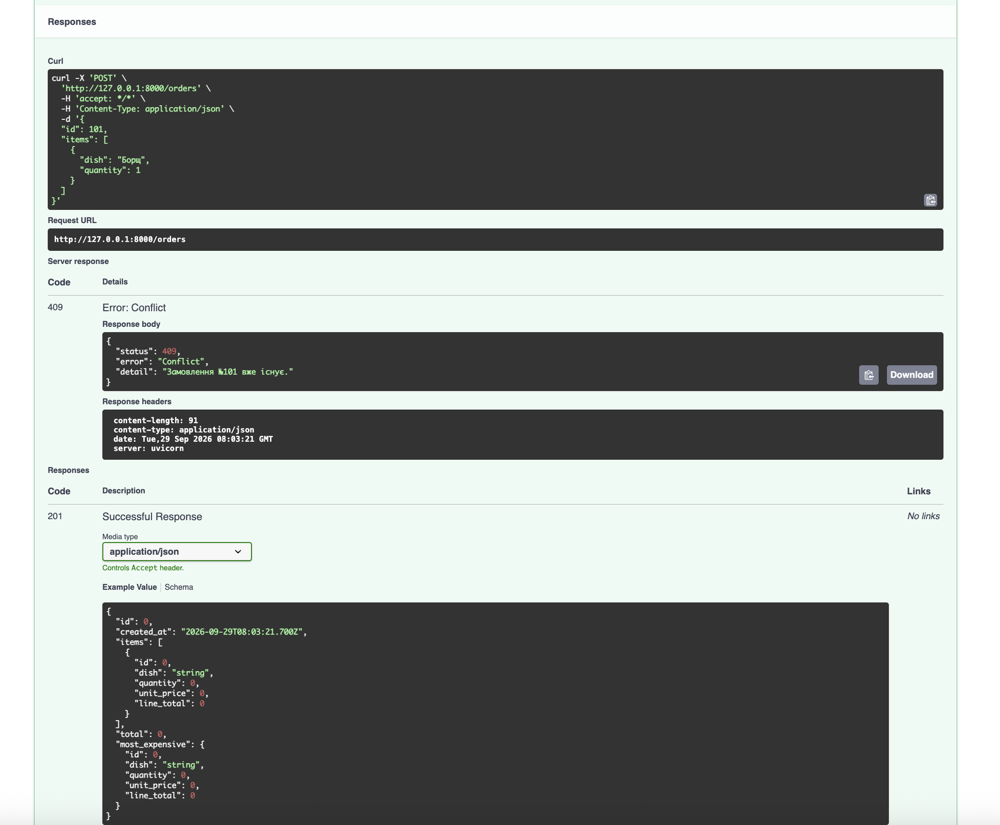 Responses
Curl
curl -X 'POST' \
  'http://127.0.0.1:8000/orders' \
  -H 'accept: */*' \
  -H 'Content-Type: application/json' \
  -d '{
  "id": 101,
  "items": [
    {
      "dish": "Борщ",
      "quantity": 1
    }
  ]
}'
Request URL
http://127.0.0.1:8000/orders
Server response
Code Details
409 Error: Conflict
Response body
{
  "status": 409,
  "error": "Conflict",
  "detail": "Замовлення №101 вже існує."
}
Download
Response headers
content-length: 91
content-type: application/json
date: Tue,29 Sep 2026 08:03:21 GMT
server: uvicorn
Responses
Code Description Links
201 Successful Response No links
Media type
application/json
Controls Accept header.
Example Value Schema
{
  "id": 0,
  "created_at": "2026-09-29T08:03:21.700Z",
  "items": [
    {
      "id": 0,
      "dish": "string",
      "quantity": 0,
      "unit_price": 0,
      "line_total": 0
    }
  ],
  "total": 0,
  "most_expensive": {
    "id": 0,
    "dish": "string",
    "quantity": 0,
    "unit_price": 0,
    "line_total": 0
  }
}